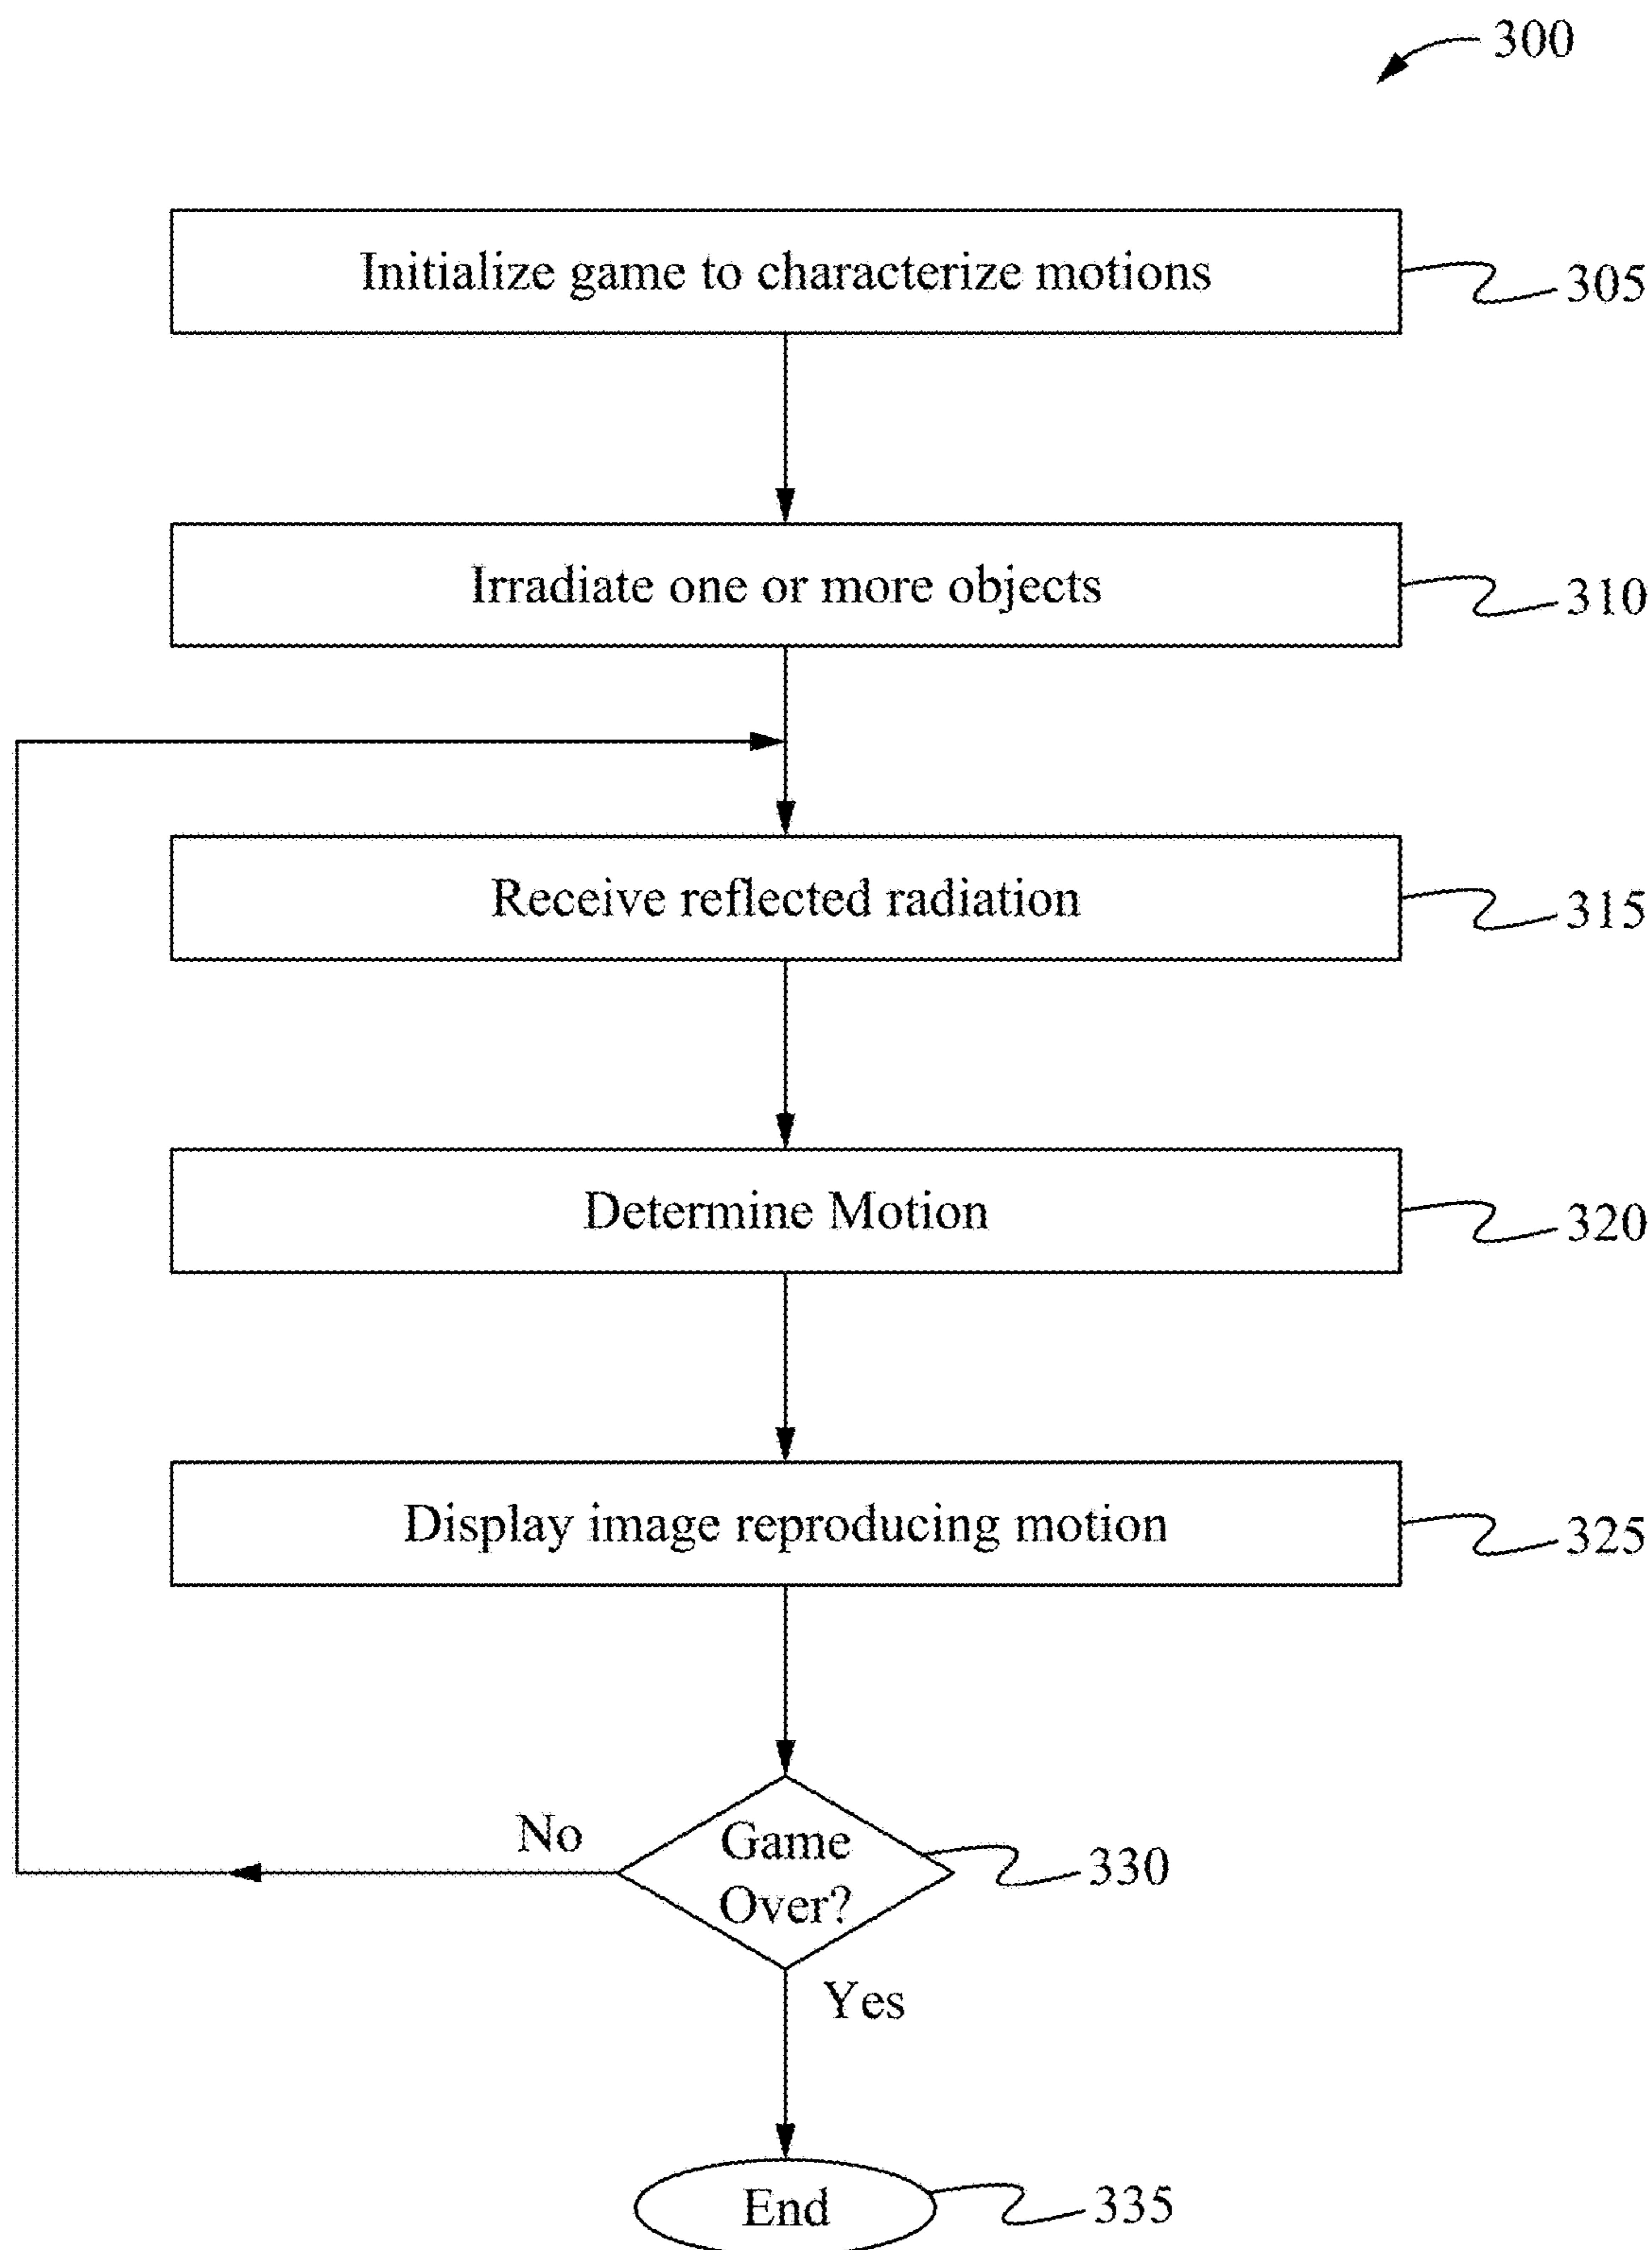 300
Initialize game to characterize motions
305
Irradiate one or more objects
310
Receive reflected radiation
315
Determine Motion
320
Display image reproducing motion
325
No
Game
Over?
330
Yes
End
335